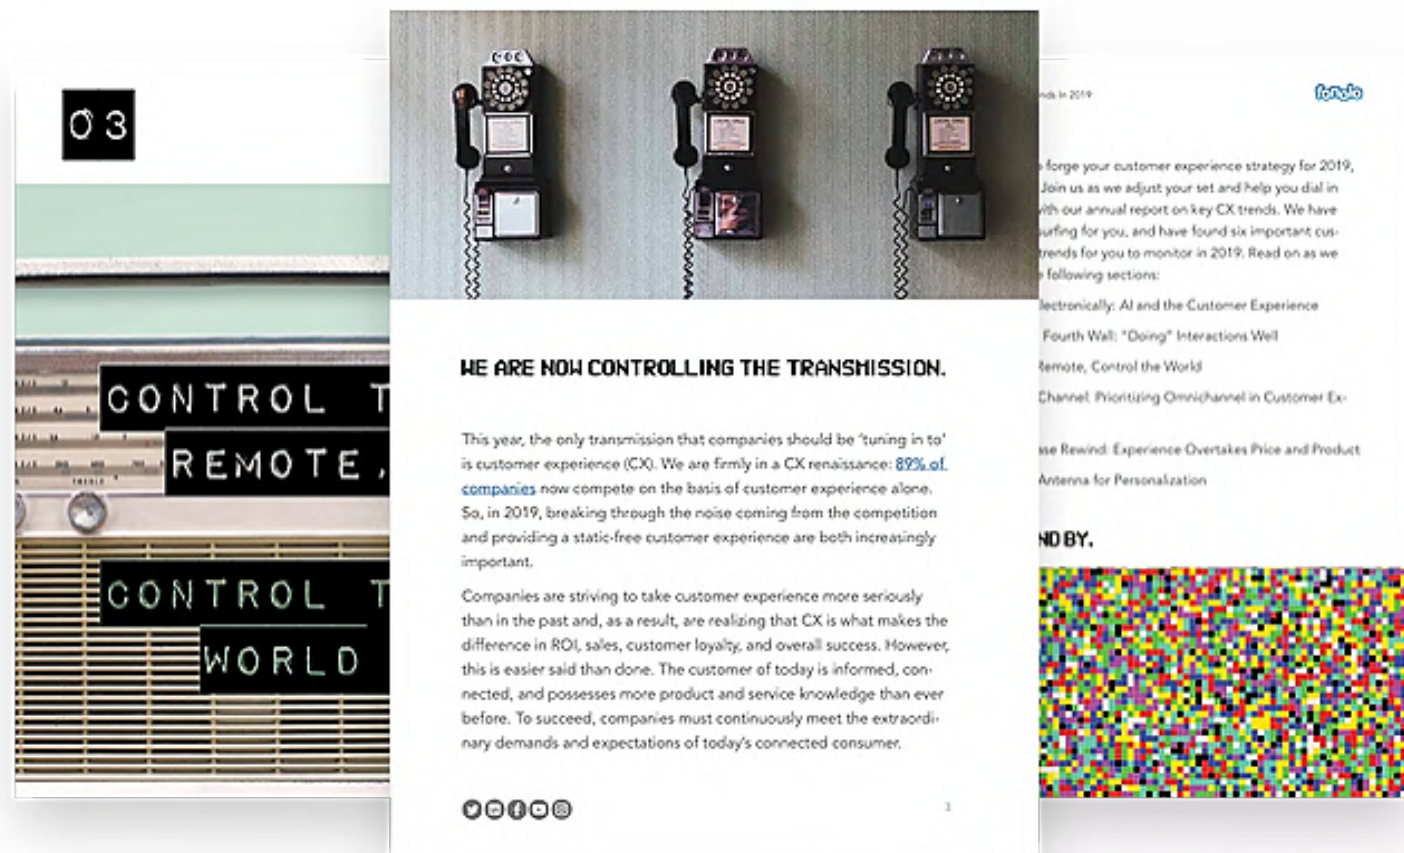 03
CONTROL T
REMOTE,
CONTROL T
WORLD
WE ARE NOW CONTROLLING THE TRANSMISSION.
This year, the only transmission that companies should be 'tuning in to'
is customer experience (CX). We are firmly in a CX renaissance: 89% of
companies now compete on the basis of customer experience alone.
So, in 2019, breaking through the noise coming from the competition
and providing a static-free customer experience are both increasingly
important.
Companies are striving to take customer experience more seriously
than in the past and, as a result, are realizing that CX is what makes the
difference in ROI, sales, customer loyalty, and overall success. However,
this is easier said than done. The customer of today is informed, con-
nected, and possesses more product and service knowledge than ever
before. To succeed, companies must continuously meet the extraordi-
nary demands and expectations of today's connected consumer.
3
nds In 2019
fonolo
forge your customer experience strategy for 2019,
Join us as we adjust your set and help you dial in
with our annual report on key CX trends. We have
surfing for you, and have found six important cus-
trends for you to monitor in 2019. Read on as we
following sections:
lectronically: AI and the Customer Experience
Fourth Wall: "Doing" Interactions Well
Remote, Control the World
Channel: Prioritizing Omnichannel in Customer Ex-
se Rewind: Experience Overtakes Price and Product
Antenna for Personalization
ND BY.